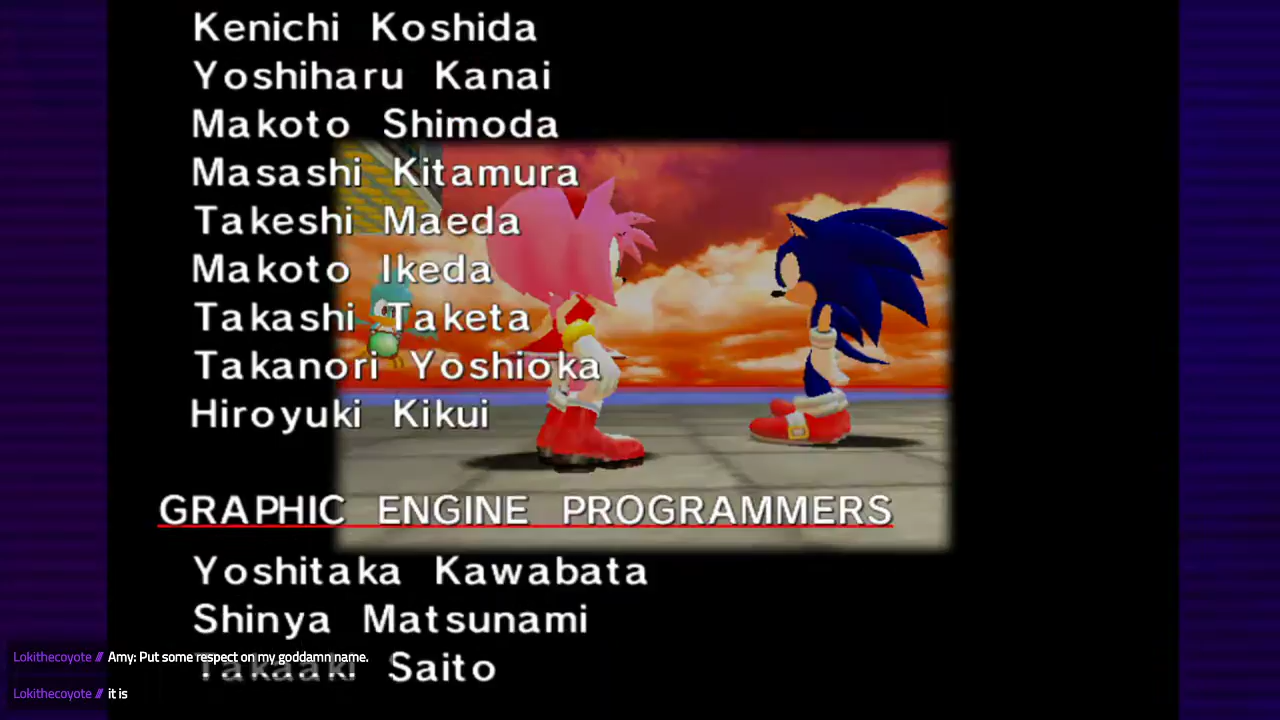 Kenichi Koshida
Yoshiharu Kanai
Makoto Shimoda
Masashi Kitamura
Takeshi Maeda
Makoto Ikeda
Takashi Taketa
Takanori Yoshioka
Hiroyuki Kikui
GRAPHIC ENGINE PROGRAMMERS
Yoshitaka Kawabata
Shinya Matsunami
Takaaki Saito
Lokithecoyote // Amy: Put some respect on my goddamn name.
Lokithecoyote // it is